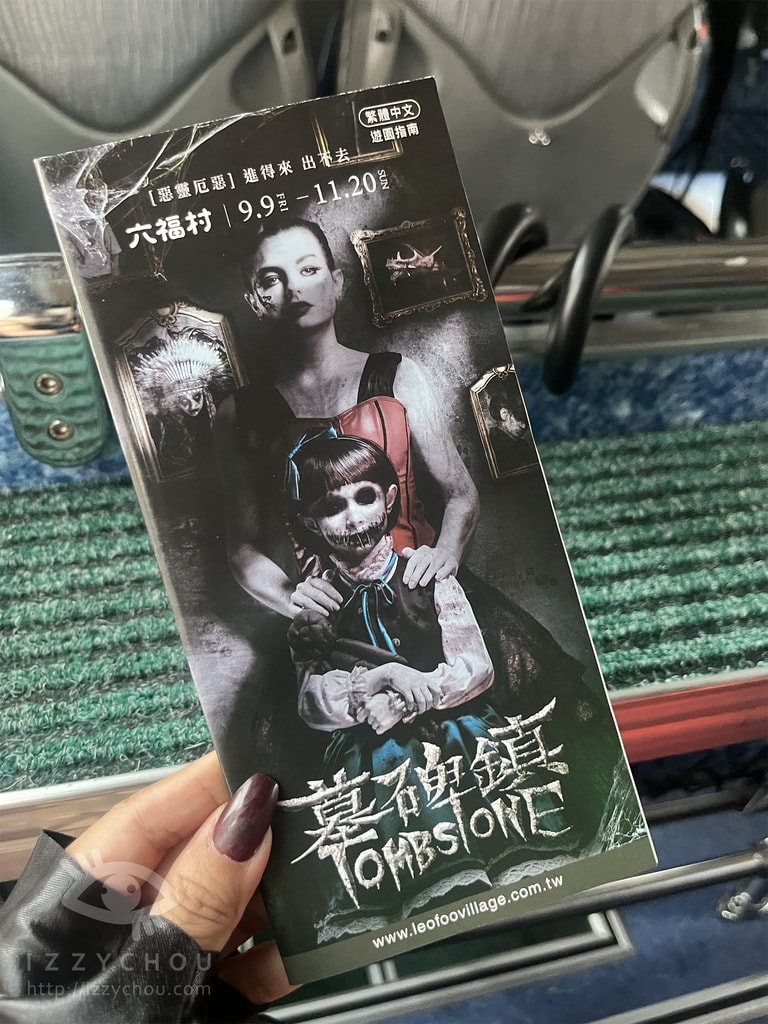 繁體中文
遊園指南
[惡靈厄惡] 進得來 出不去
六福村 | 9.9 FRI – 11.20 SUN
墓碑鎮
TOMBSTONE
www.leofoovillage.com.tw
IZZYCHOU
http://izzychou.com